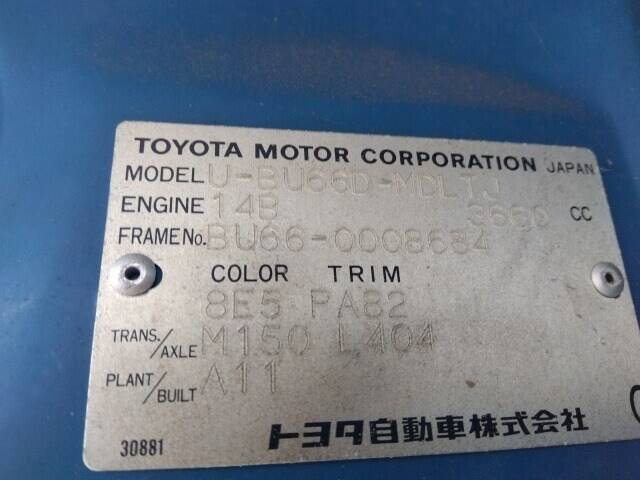 TOYOTA MOTOR CORPORATION JAPAN
MODEL U-BU66D-MDLTJ
ENGINE 14B 3660 CC
FRAME No. BU66-0008684
COLOR TRIM
8E5 PA82
TRANS./AXLE M150 L404
PLANT/BUILT A11
トヨタ自動車株式会社
30881